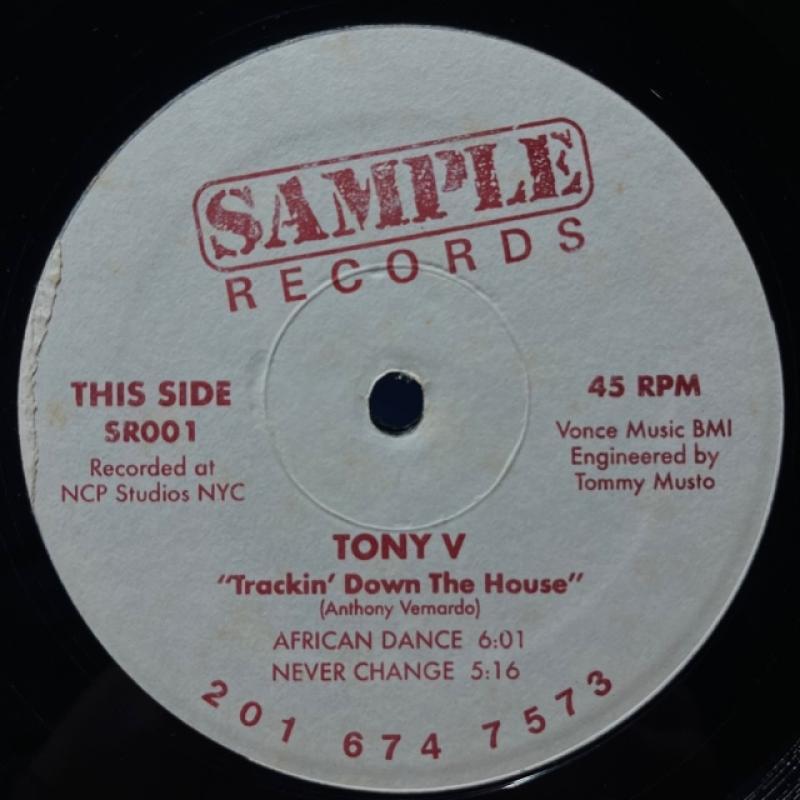 SAMPLE
RECORDS
THIS SIDE
SR001
Recorded at
NCP Studios NYC
45 RPM
Vonce Music BMI
Engineered by
Tommy Musto
TONY V
"Trackin' Down The House"
(Anthony Vernardo)
AFRICAN DANCE 6:01
NEVER CHANGE 5:16
201 674 7573